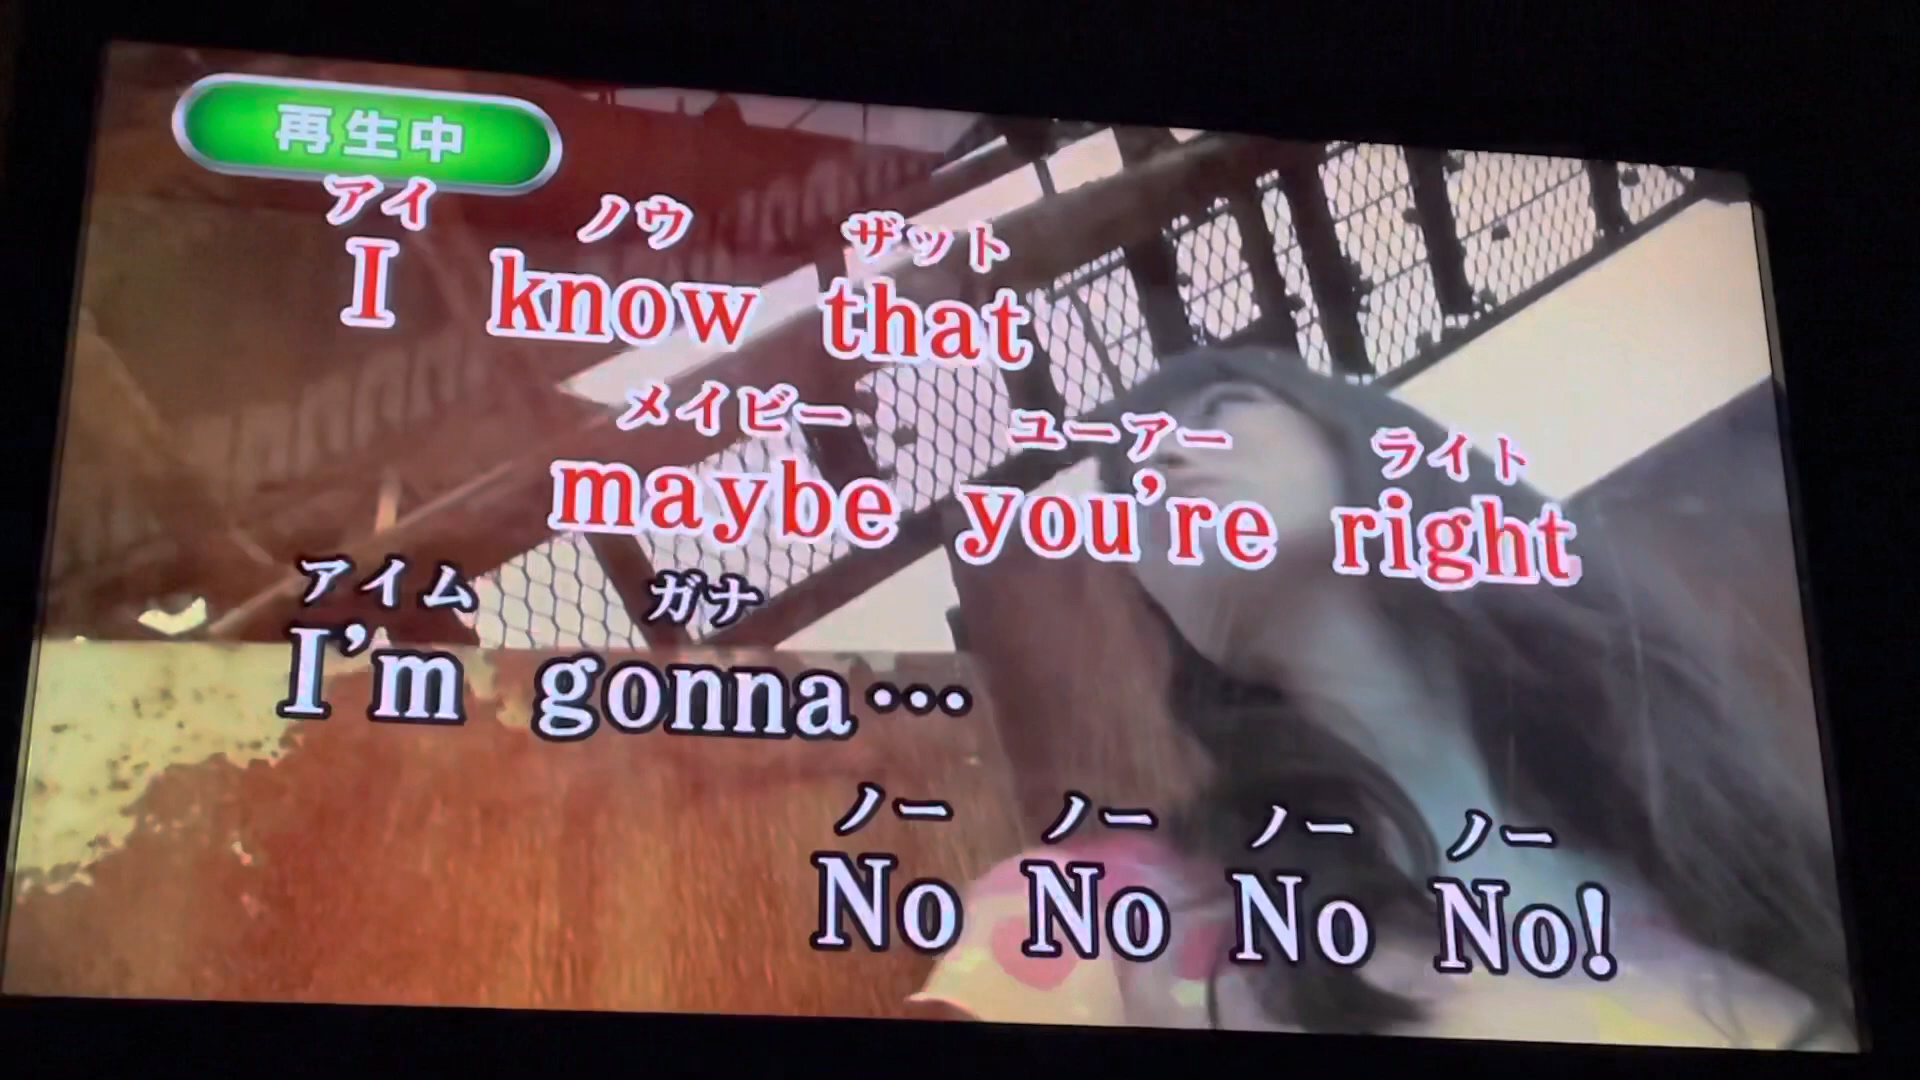 再生中
アイ ノウ ザット
I know that
メイビー ユーアー ライト
maybe you're right
アイム ガナ
I'm gonna…
ノー ノー ノー ノー
No No No No!